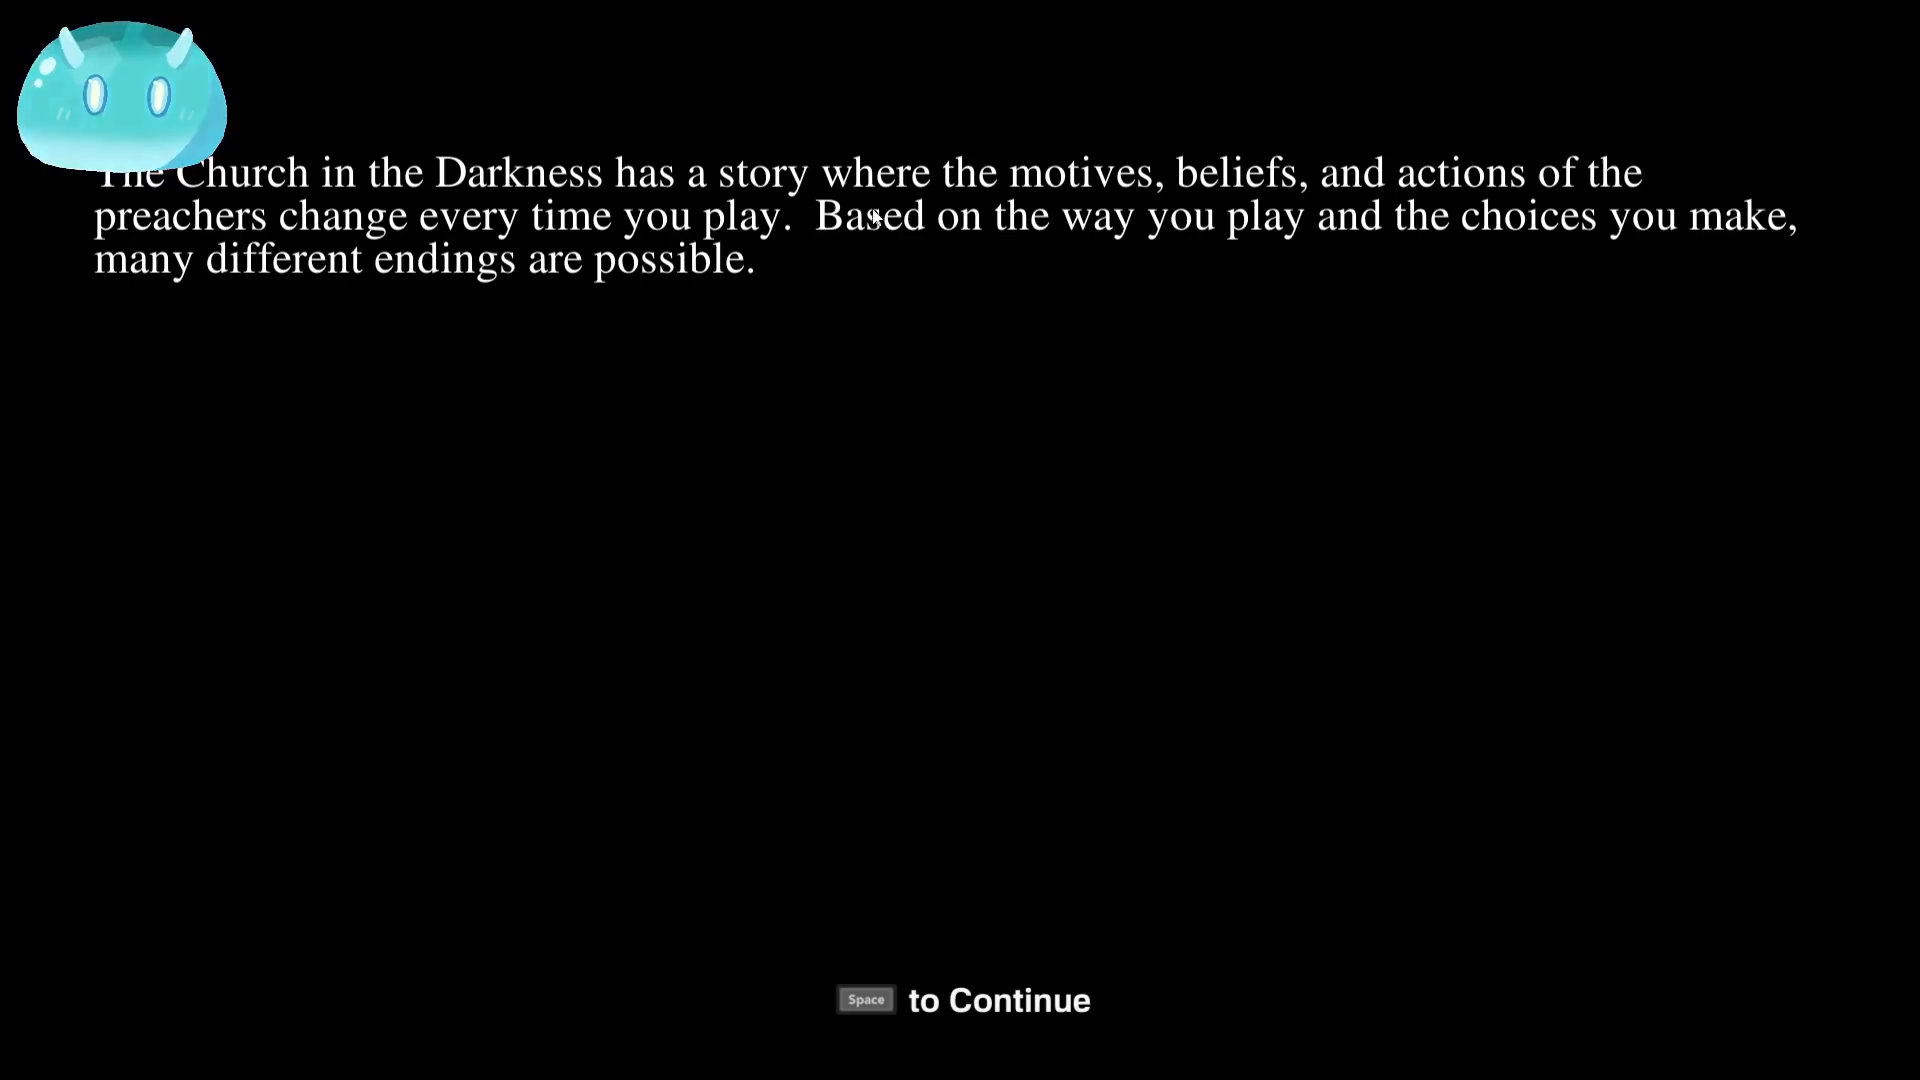 The Church in the Darkness has a story where the motives, beliefs, and actions of the
preachers change every time you play.  Based on the way you play and the choices you make,
many different endings are possible.
Space to Continue